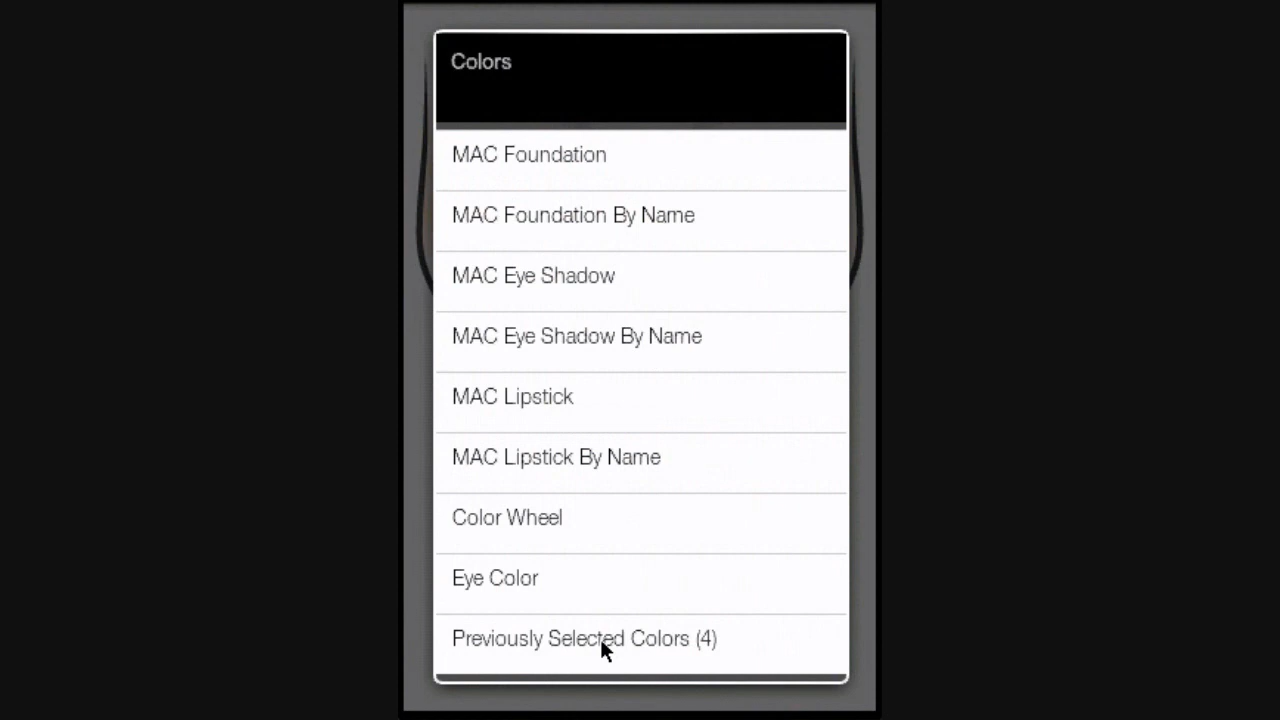 Colors
MAC Foundation
MAC Foundation By Name
MAC Eye Shadow
MAC Eye Shadow By Name
MAC Lipstick
MAC Lipstick By Name
Color Wheel
Eye Color
Previously Selected Colors (4)